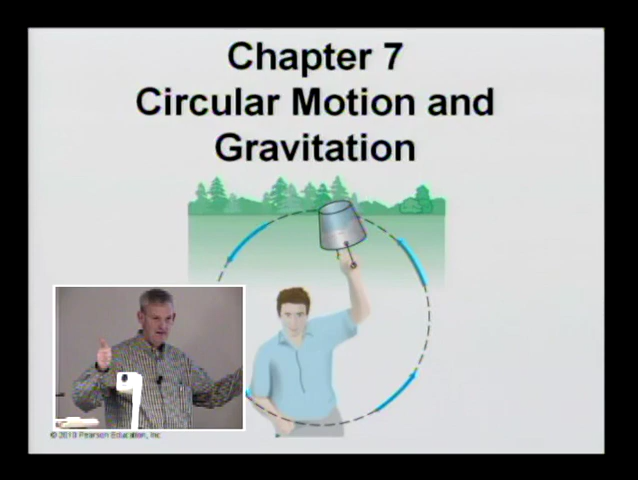 Chapter 7
Circular Motion and
Gravitation
© 2010 Pearson Education, Inc.